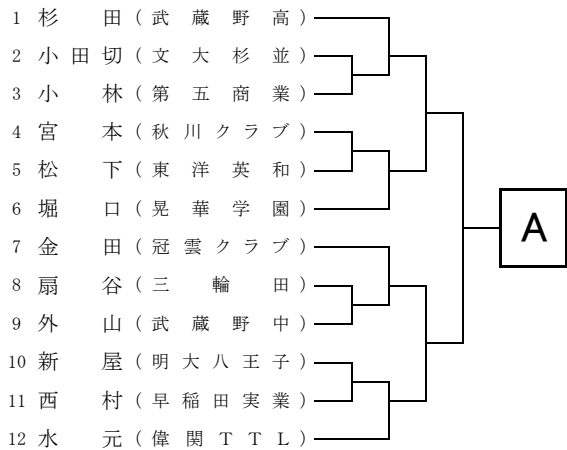 1 杉田(武蔵野高)
2 小田切(文大杉並)
3 小林(第五商業)
4 宮本(秋川クラブ)
5 松下(東洋英和)
6 堀口(晃華学園)
7 金田(冠雲クラブ)
8 扇谷(三輪田)
9 外山(武蔵野中)
10 新屋(明大八王子)
11 西村(早稲田実業)
12 水元(偉関TTL)
A